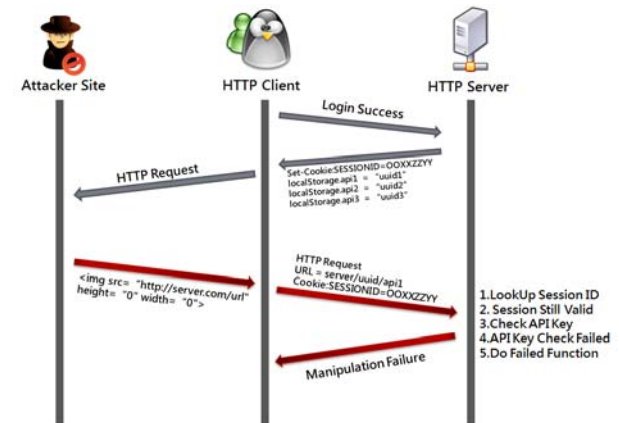 Attacker Site
HTTP Client
HTTP Server
Login Success
Set-Cookie:SESSIONID=OOXXZZYY
localStorage.api1 = "uuid1"
localStorage.api2 = "uuid2"
localStorage.api3 = "uuid3"
HTTP Request
<img src= "http://server.com/url"
height= "0" width= "0">
HTTP Request
URL = server/uuid/api1
Cookie:SESSIONID=OOXXZZYY
1.LookUp Session ID
2. Session Still Valid
3.Check API Key
4.API Key Check Failed
5.Do Failed Function
Manipulation Failure